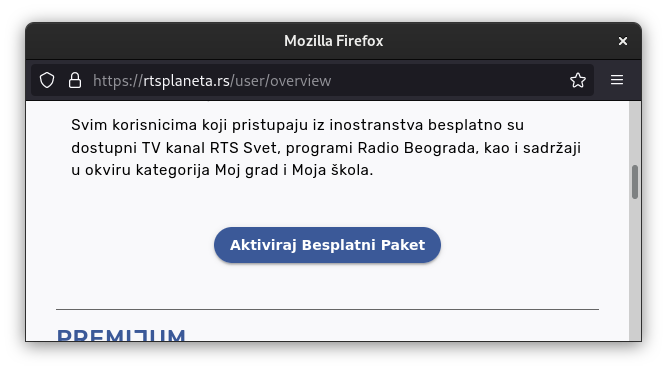 Mozilla Firefox
https://rtsplaneta.rs/user/overview
Svim korisnicima koji pristupaju iz inostranstva besplatno su
dostupni TV kanal RTS Svet, programi Radio Beograda, kao i sadržaji
u okviru kategorija Moj grad i Moja škola.
Aktiviraj Besplatni Paket
PREMIJUM